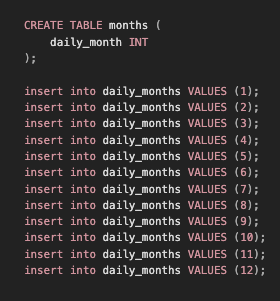 CREATE TABLE months (
    daily_month INT
);

insert into daily_months VALUES (1);
insert into daily_months VALUES (2);
insert into daily_months VALUES (3);
insert into daily_months VALUES (4);
insert into daily_months VALUES (5);
insert into daily_months VALUES (6);
insert into daily_months VALUES (7);
insert into daily_months VALUES (8);
insert into daily_months VALUES (9);
insert into daily_months VALUES (10);
insert into daily_months VALUES (11);
insert into daily_months VALUES (12);